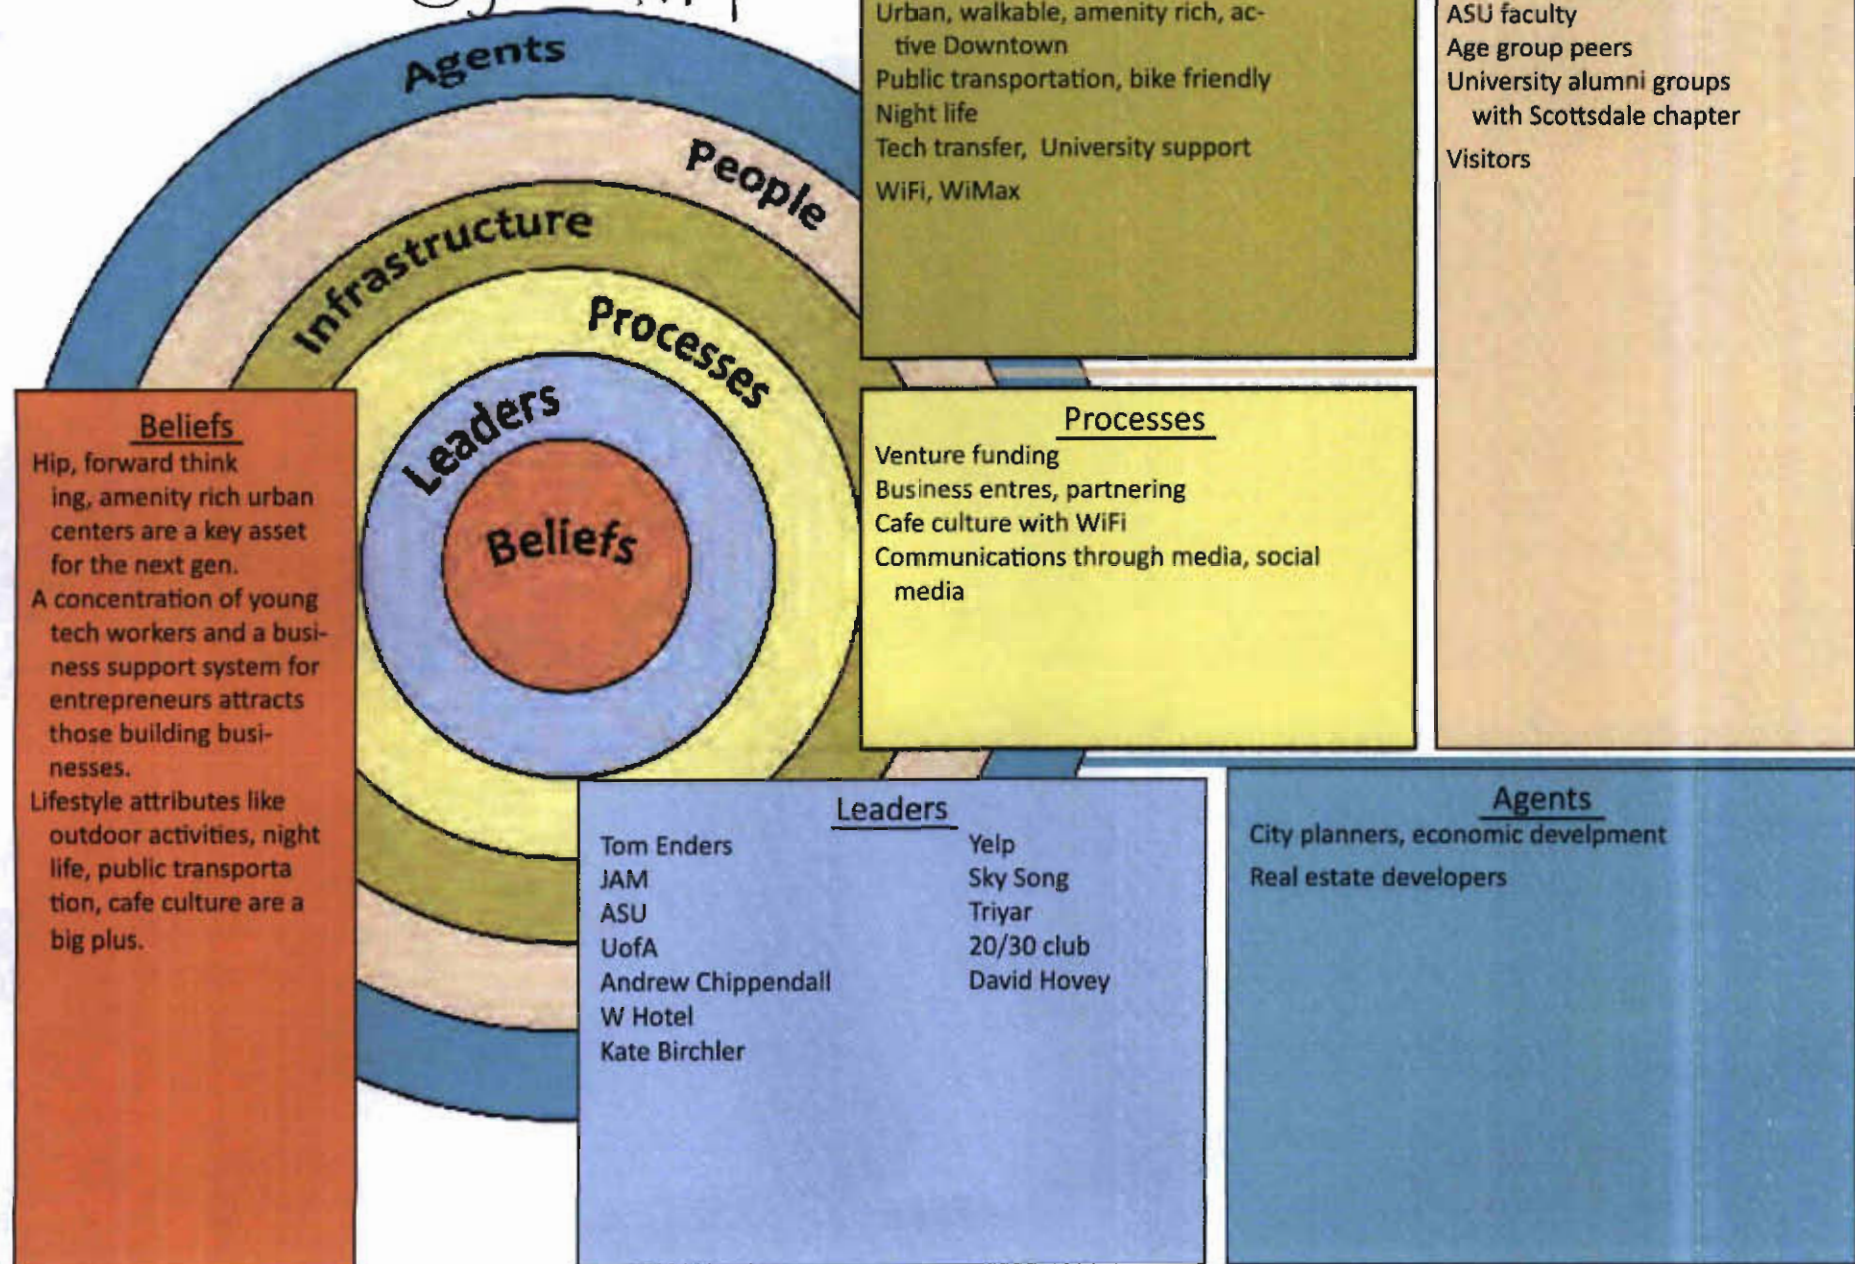 Agents
People
Infrastructure
Processes
Leaders
Beliefs
Urban, walkable, amenity rich, ac-
tive Downtown
Public transportation, bike friendly
Night life
Tech transfer, University support
WiFi, WiMax
ASU faculty
Age group peers
University alumni groups
with Scottsdale chapter
Visitors
Beliefs
Hip, forward think
ing, amenity rich urban
centers are a key asset
for the next gen.
A concentration of young
tech workers and a busi-
ness support system for
entrepreneurs attracts
those building busi-
nesses.
Lifestyle attributes like
outdoor activities, night
life, public transporta
tion, cafe culture are a
big plus.
Processes
Venture funding
Business entres, partnering
Cafe culture with WiFi
Communications through media, social
media
Leaders
Tom Enders
JAM
ASU
UofA
Andrew Chippendall
W Hotel
Kate Birchler
Yelp
Sky Song
Triyar
20/30 club
David Hovey
Agents
City planners, economic develpment
Real estate developers